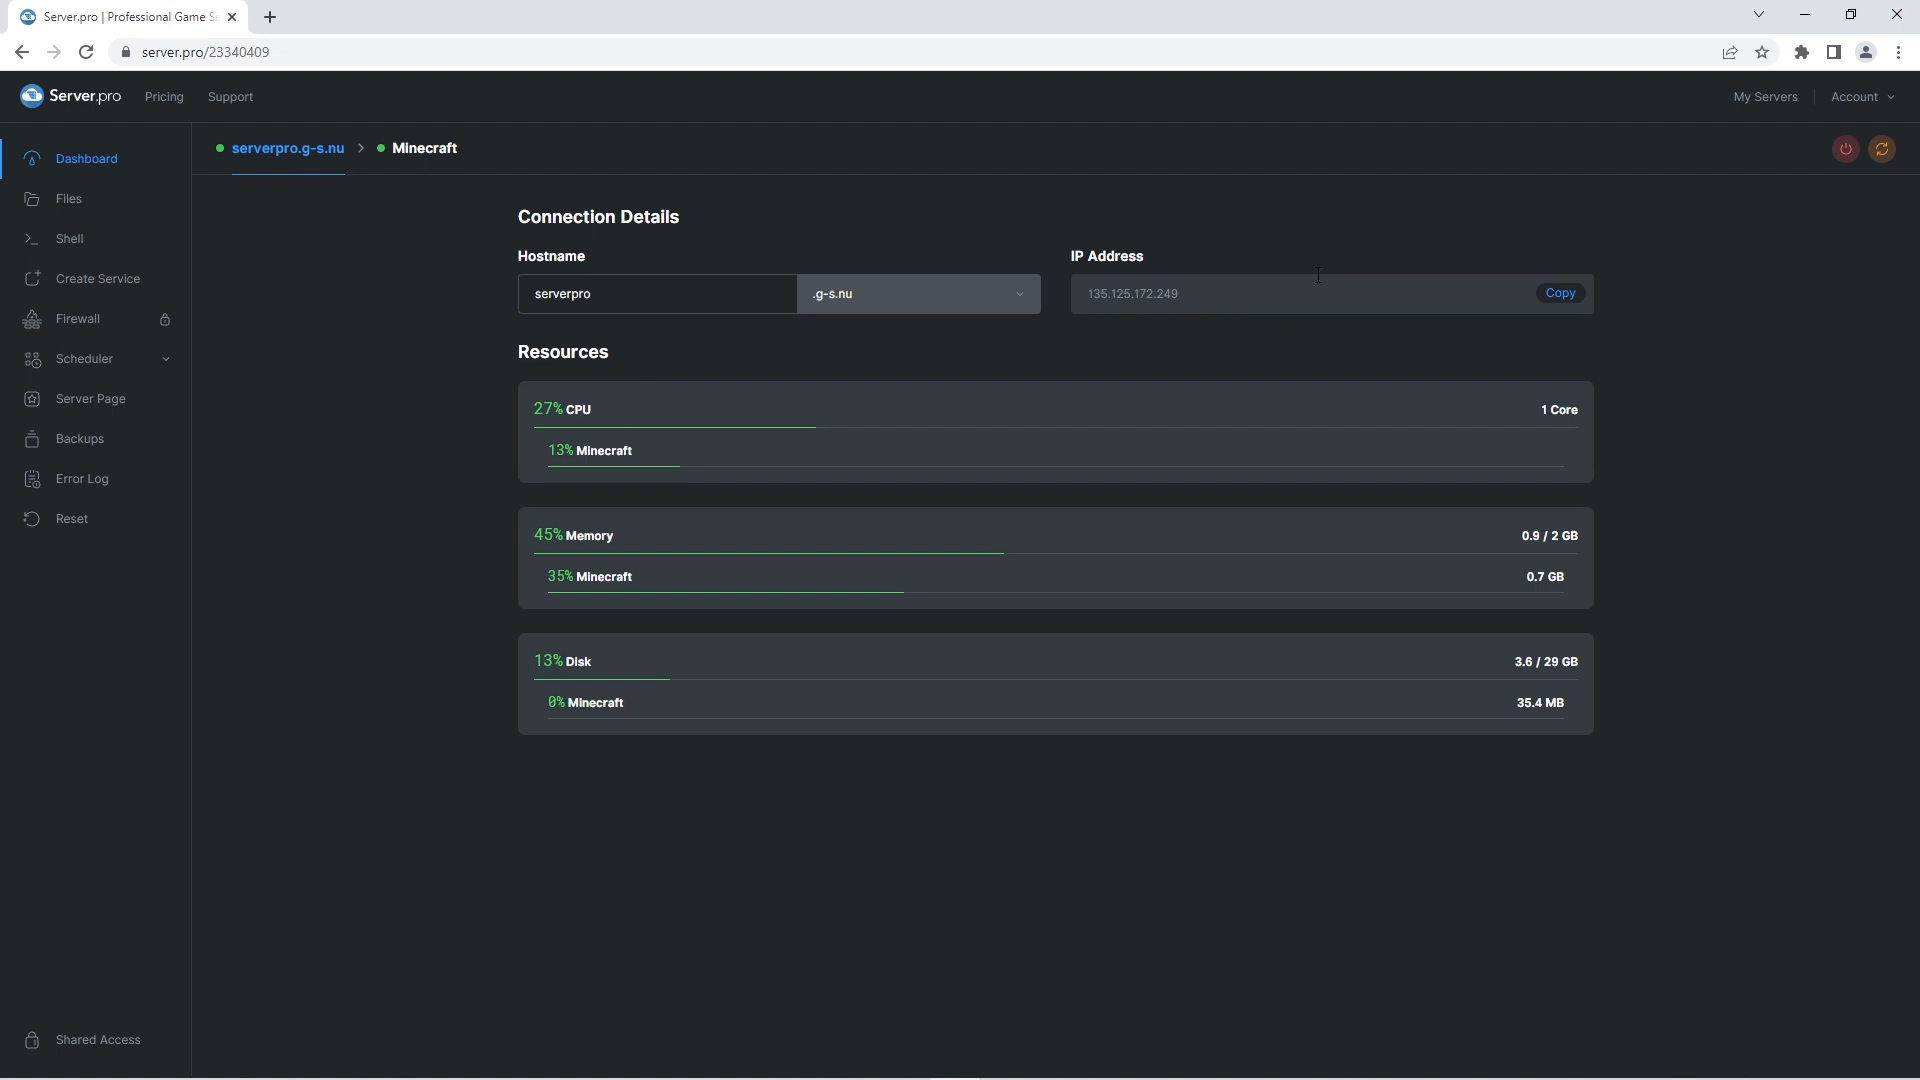 Server.pro | Professional Game Se
server.pro/23340409
Server.pro
Pricing
Support
My Servers
Account
Dashboard
Files
Shell
Create Service
Firewall
Scheduler
Server Page
Backups
Error Log
Reset
Shared Access
serverpro.g-s.nu > Minecraft
Connection Details
Hostname
serverpro
.g-s.nu
IP Address
135.125.172.249
Copy
Resources
27% CPU
1 Core
13% Minecraft
45% Memory
0.9 / 2 GB
35% Minecraft
0.7 GB
13% Disk
3.6 / 29 GB
0% Minecraft
35.4 MB